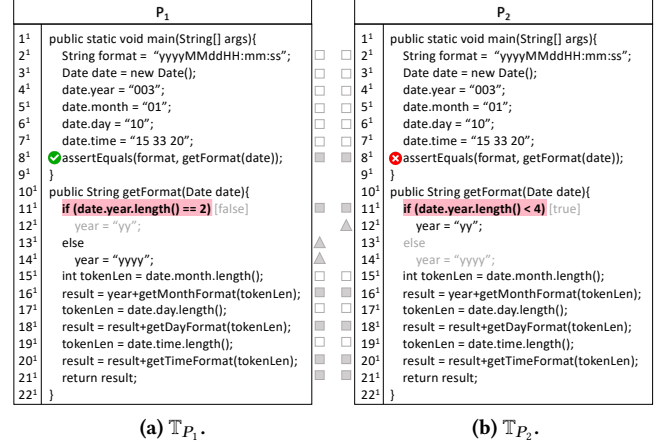 P₁
1¹ public static void main(String[] args){
2¹ String format = “yyyyMMddHH:mm:ss”;
3¹ Date date = new Date();
4¹ date.year = “003”;
5¹ date.month = “01”;
6¹ date.day = “10”;
7¹ date.time = “15 33 20”;
8¹ assertEquals(format, getFormat(date));
9¹ }
10¹ public String getFormat(Date date){
11¹ if (date.year.length() == 2) [false]
12¹ year = “yy”;
13¹ else
14¹ year = “yyyy”;
15¹ int tokenLen = date.month.length();
16¹ result = year+getMonthFormat(tokenLen);
17¹ tokenLen = date.day.length();
18¹ result = result+getDayFormat(tokenLen);
19¹ tokenLen = date.time.length();
20¹ result = result+getTimeFormat(tokenLen);
21¹ return result;
22¹ }
(a) 𝕋P₁.
P₂
1¹ public static void main(String[] args){
2¹ String format = “yyyyMMddHH:mm:ss”;
3¹ Date date = new Date();
4¹ date.year = “003”;
5¹ date.month = “01”;
6¹ date.day = “10”;
7¹ date.time = “15 33 20”;
8¹ assertEquals(format, getFormat(date));
9¹ }
10¹ public String getFormat(Date date){
11¹ if (date.year.length() < 4) [true]
12¹ year = “yy”;
13¹ else
14¹ year = “yyyy”;
15¹ int tokenLen = date.month.length();
16¹ result = year+getMonthFormat(tokenLen);
17¹ tokenLen = date.day.length();
18¹ result = result+getDayFormat(tokenLen);
19¹ tokenLen = date.time.length();
20¹ result = result+getTimeFormat(tokenLen);
21¹ return result;
22¹ }
(b) 𝕋P₂.